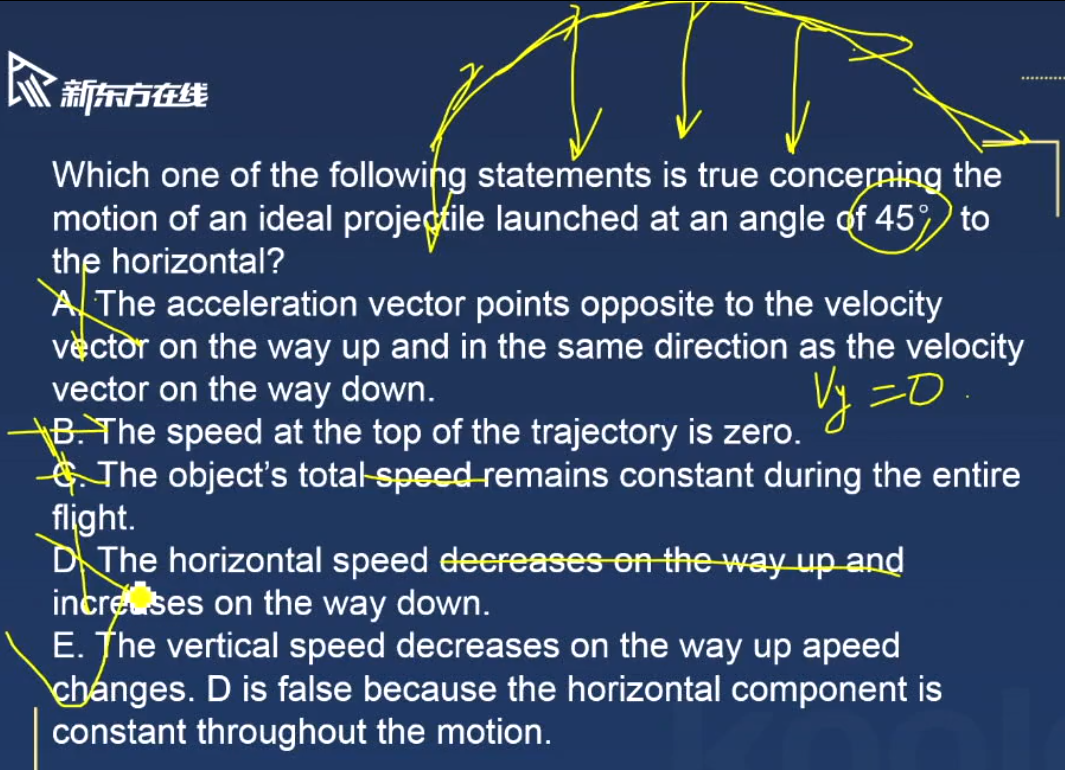 新东方在线
Which one of the following statements is true concerning the
motion of an ideal projectile launched at an angle of 45° to
the horizontal?
A. The acceleration vector points opposite to the velocity
vector on the way up and in the same direction as the velocity
vector on the way down.
Vy = 0
B. The speed at the top of the trajectory is zero.
C. The object's total speed remains constant during the entire
flight.
D. The horizontal speed decreases on the way up and
increases on the way down.
E. The vertical speed decreases on the way up apeed
changes. D is false because the horizontal component is
constant throughout the motion.